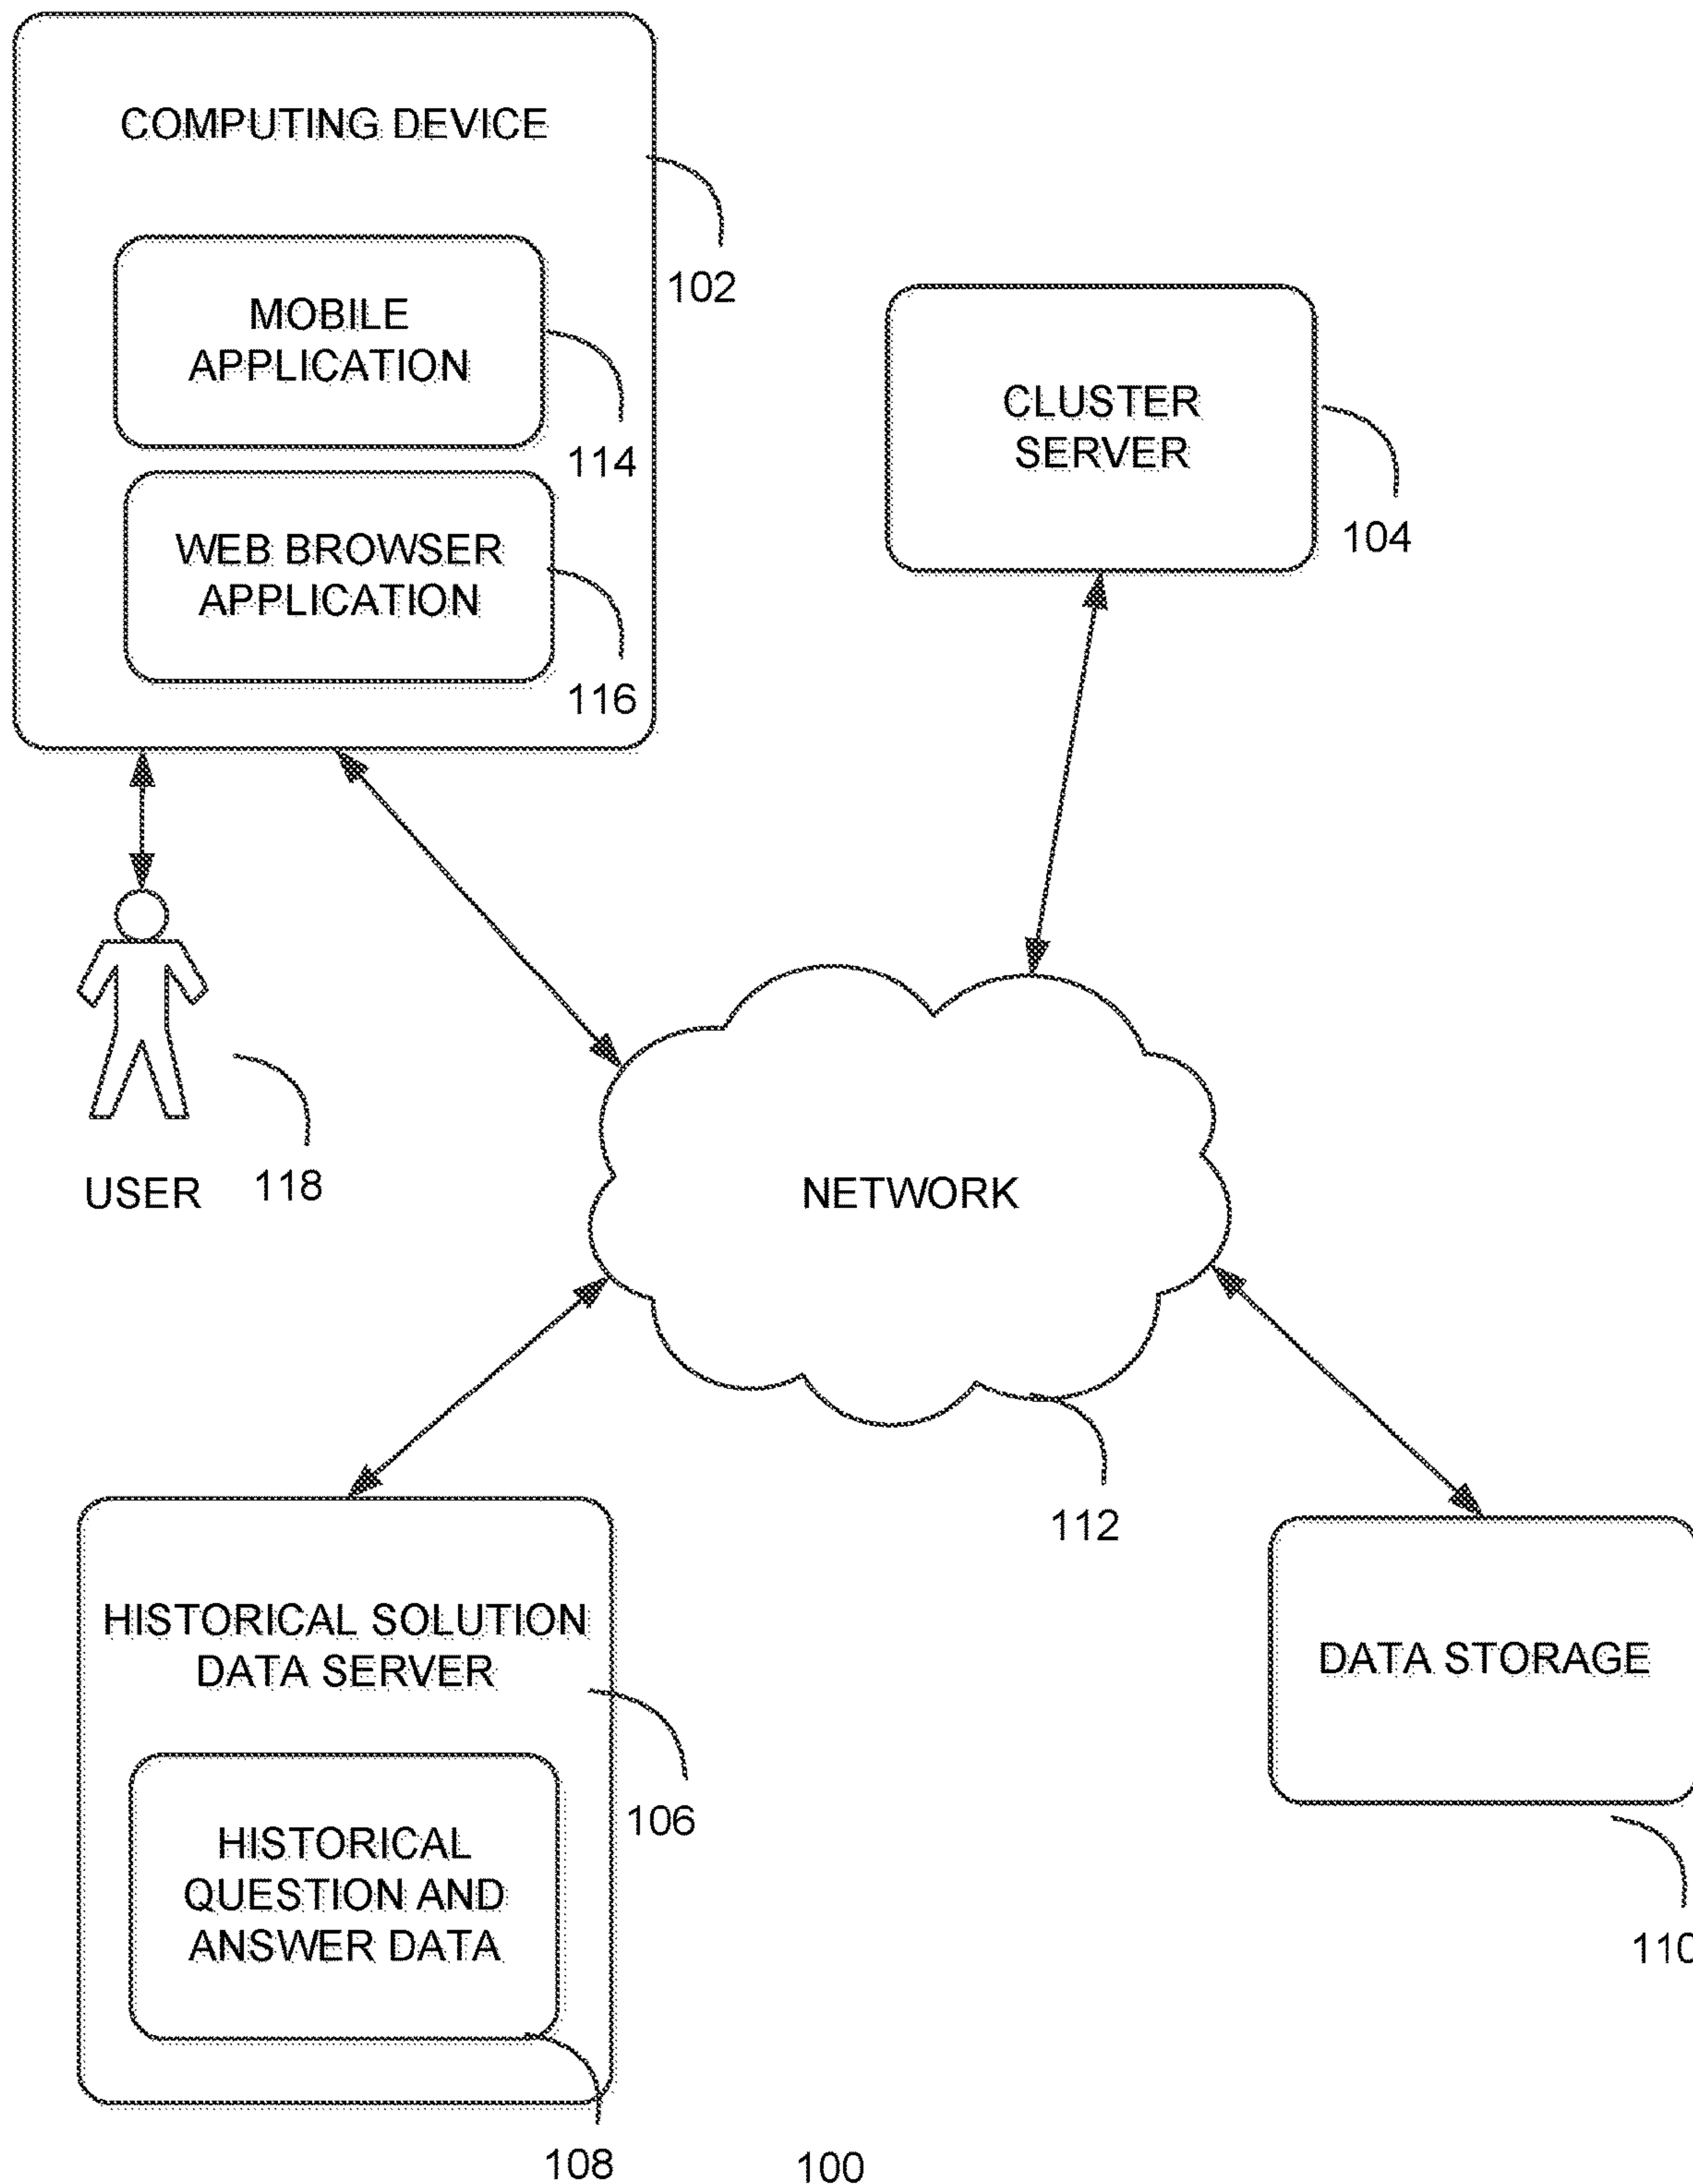 COMPUTING DEVICE
102
MOBILE
APPLICATION
114
WEB BROWSER
APPLICATION
116
CLUSTER
SERVER
104
USER
118
NETWORK
112
HISTORICAL SOLUTION
DATA SERVER
106
HISTORICAL
QUESTION AND
ANSWER DATA
108
DATA STORAGE
110
100